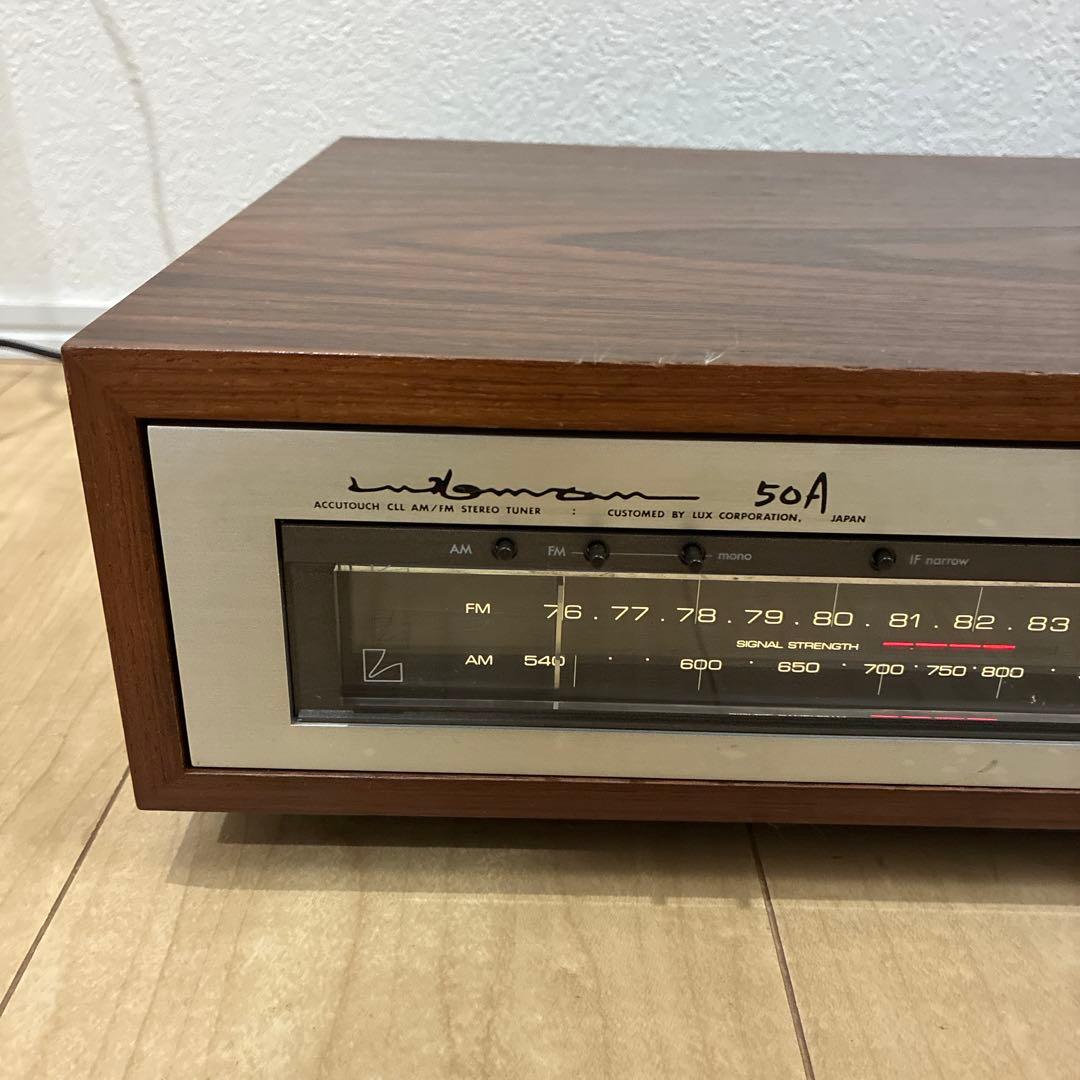 Luxman 50A
ACCUTOUCH CLL AM/FM STEREO TUNER : CUSTOMED BY LUX CORPORATION, JAPAN
AM FM mono IF narrow
FM 76 . 77 . 78 . 79 . 80 . 81 . 82 . 83
SIGNAL STRENGTH
AM 540 · · 600 · 650 · 700 · 750 · 800